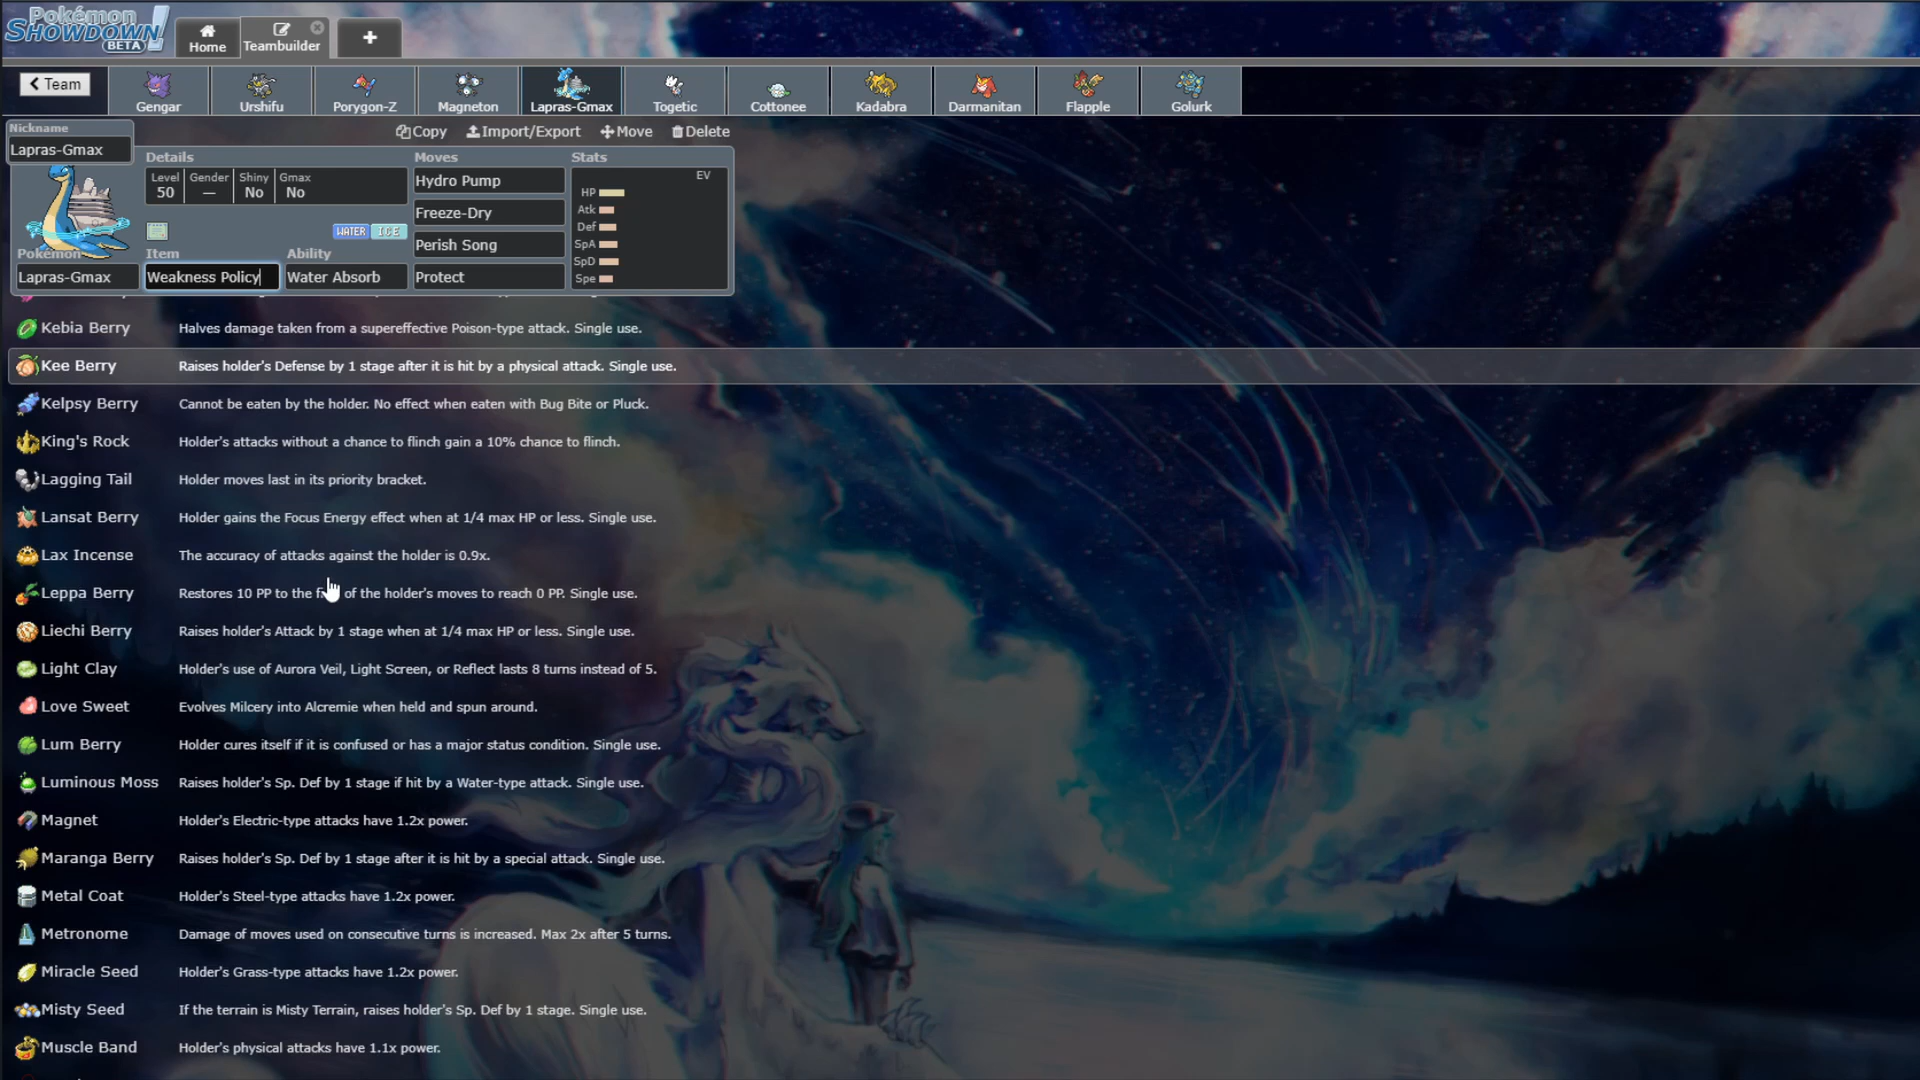 Pokémon
SHOWDOWN!
BETA
Home
Teambuilder
+
Team
Gengar
Urshifu
Porygon-Z
Magneton
Lapras-Gmax
Togetic
Cottonee
Kadabra
Darmanitan
Flapple
Golurk
Nickname
Lapras-Gmax
Copy
Import/Export
Move
Delete
Details
Level
50
Gender
—
Shiny
No
Gmax
No
WATER
ICE
Pokémon
Lapras-Gmax
Item
Weakness Policy
Ability
Water Absorb
Moves
Hydro Pump
Freeze-Dry
Perish Song
Protect
Stats
EV
HP
Atk
Def
SpA
SpD
Spe
Kebia Berry Halves damage taken from a supereffective Poison-type attack. Single use.
Kee Berry Raises holder's Defense by 1 stage after it is hit by a physical attack. Single use.
Kelpsy Berry Cannot be eaten by the holder. No effect when eaten with Bug Bite or Pluck.
King's Rock Holder's attacks without a chance to flinch gain a 10% chance to flinch.
Lagging Tail Holder moves last in its priority bracket.
Lansat Berry Holder gains the Focus Energy effect when at 1/4 max HP or less. Single use.
Lax Incense The accuracy of attacks against the holder is 0.9x.
Leppa Berry Restores 10 PP to the of the holder's moves to reach 0 PP. Single use.
Liechi Berry Raises holder's Attack by 1 stage when at 1/4 max HP or less. Single use.
Light Clay Holder's use of Aurora Veil, Light Screen, or Reflect lasts 8 turns instead of 5.
Love Sweet Evolves Milcery into Alcremie when held and spun around.
Lum Berry Holder cures itself if it is confused or has a major status condition. Single use.
Luminous Moss Raises holder's Sp. Def by 1 stage if hit by a Water-type attack. Single use.
Magnet Holder's Electric-type attacks have 1.2x power.
Maranga Berry Raises holder's Sp. Def by 1 stage after it is hit by a special attack. Single use.
Metal Coat Holder's Steel-type attacks have 1.2x power.
Metronome Damage of moves used on consecutive turns is increased. Max 2x after 5 turns.
Miracle Seed Holder's Grass-type attacks have 1.2x power.
Misty Seed If the terrain is Misty Terrain, raises holder's Sp. Def by 1 stage. Single use.
Muscle Band Holder's physical attacks have 1.1x power.